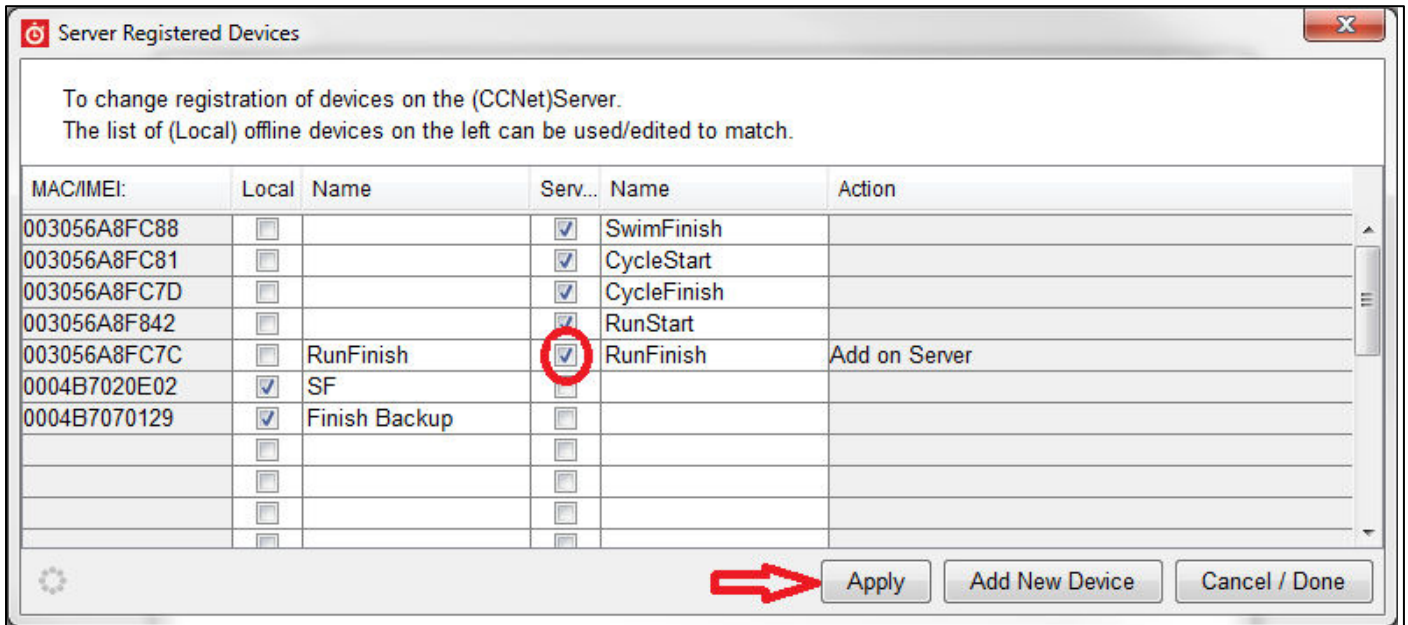 Server Registered Devices
To change registration of devices on the (CCNet)Server.
The list of (Local) offline devices on the left can be used/edited to match.
MAC/IMEI: Local Name Serv... Name Action
003056A8FC88 SwimFinish
003056A8FC81 CycleStart
003056A8FC7D CycleFinish
003056A8F842 RunStart
003056A8FC7C RunFinish RunFinish Add on Server
0004B7020E02 SF
0004B7070129 Finish Backup
Apply Add New Device Cancel / Done